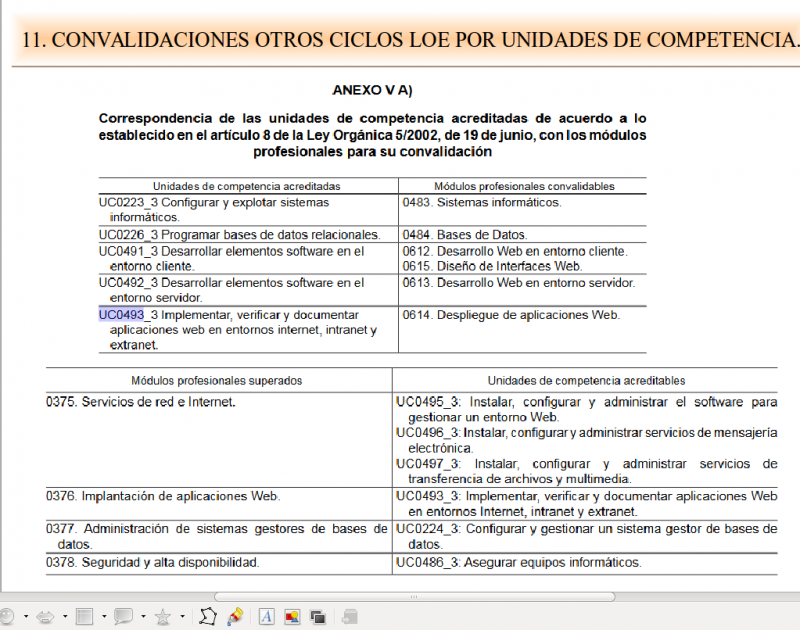 11. CONVALIDACIONES OTROS CICLOS LOE POR UNIDADES DE COMPETENCIA.
ANEXO V A)
Correspondencia de las unidades de competencia acreditadas de acuerdo a lo
establecido en el artículo 8 de la Ley Orgánica 5/2002, de 19 de junio, con los módulos
profesionales para su convalidación
Unidades de competencia acreditadas
Módulos profesionales convalidables
UC0223_3 Configurar y explotar sistemas
informáticos.
0483. Sistemas informáticos.
UC0226_3 Programar bases de datos relacionales.
0484. Bases de Datos.
UC0491_3 Desarrollar elementos software en el
entorno cliente.
0612. Desarrollo Web en entorno cliente.
0615. Diseño de Interfaces Web.
UC0492_3 Desarrollar elementos software en el
entorno servidor.
0613. Desarrollo Web en entorno servidor.
UC0493_3 Implementar, verificar y documentar
aplicaciones web en entornos internet, intranet y
extranet.
0614. Despliegue de aplicaciones Web.
Módulos profesionales superados
Unidades de competencia acreditables
0375. Servicios de red e Internet.
UC0495_3: Instalar, configurar y administrar el software para
gestionar un entorno Web.
UC0496_3: Instalar, configurar y administrar servicios de mensajería
electrónica.
UC0497_3: Instalar, configurar y administrar servicios de
transferencia de archivos y multimedia.
0376. Implantación de aplicaciones Web.
UC0493_3: Implementar, verificar y documentar aplicaciones Web
en entornos Internet, intranet y extranet.
0377. Administración de sistemas gestores de bases de
datos.
UC0224_3: Configurar y gestionar un sistema gestor de bases de
datos.
0378. Seguridad y alta disponibilidad.
UC0486_3: Asegurar equipos informáticos.
A